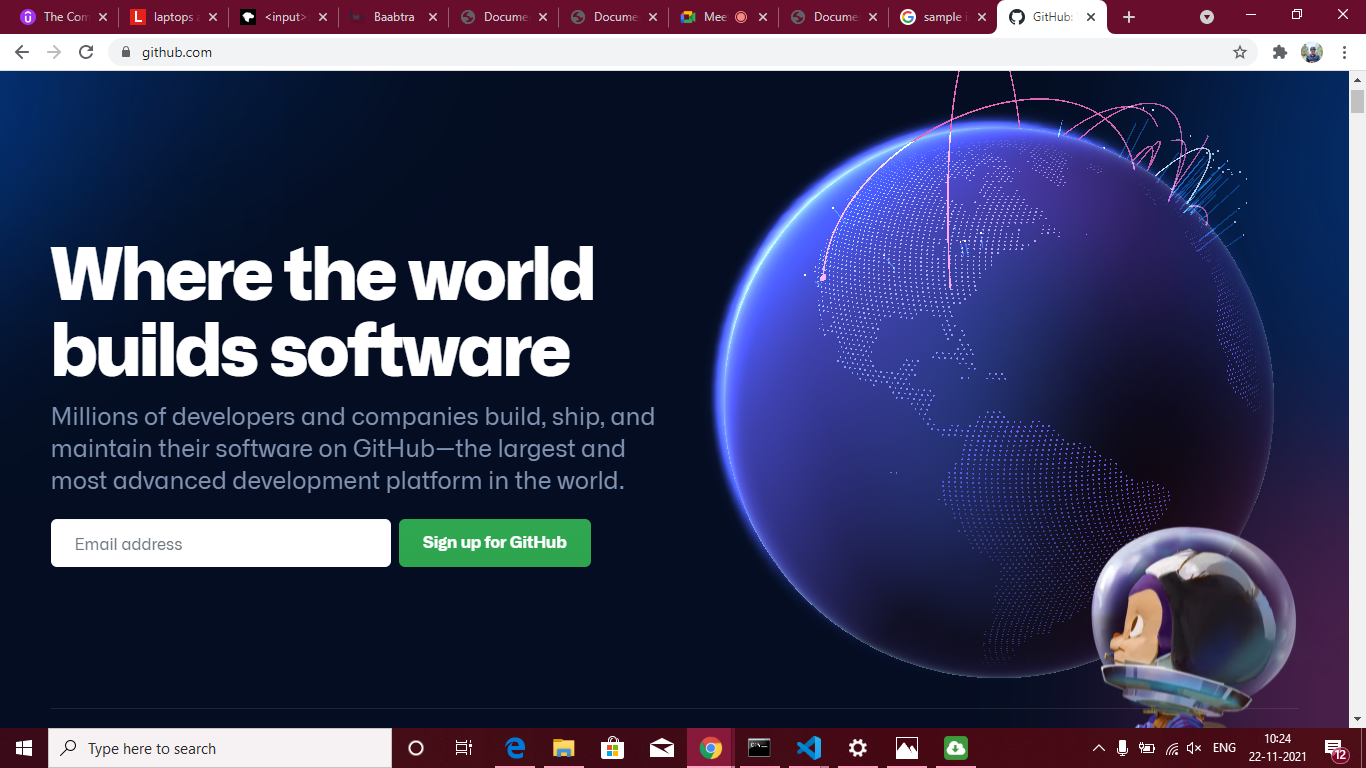 The Com
laptops a
<input>:
Baabtra
Docume
Docume
Mee
Docume
sample i
GitHub:
github.com
Where the world
builds software
Millions of developers and companies build, ship, and
maintain their software on GitHub—the largest and
most advanced development platform in the world.
Email address
Sign up for GitHub
Type here to search
ENG
10:24
22-11-2021
12